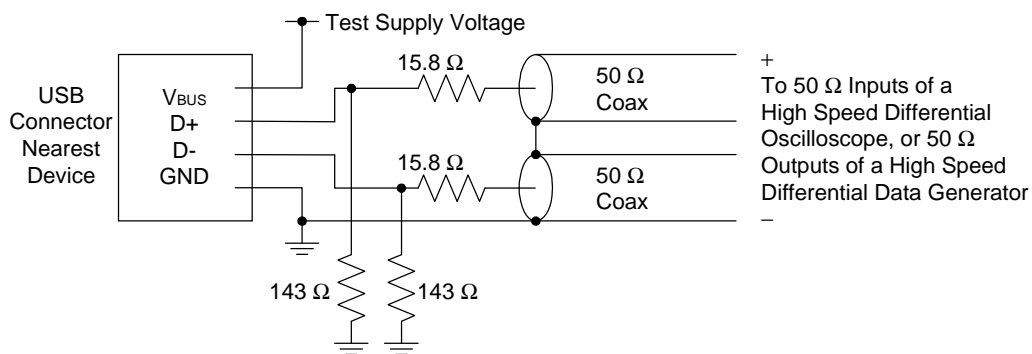 Test Supply Voltage
USB
Connector
Nearest
Device
VBUS
D+
D-
GND
15.8 Ω
50 Ω
Coax
15.8 Ω
50 Ω
Coax
143 Ω
143 Ω
+
To 50 Ω Inputs of a
High Speed Differential
Oscilloscope, or 50 Ω
Outputs of a High Speed
Differential Data Generator
−